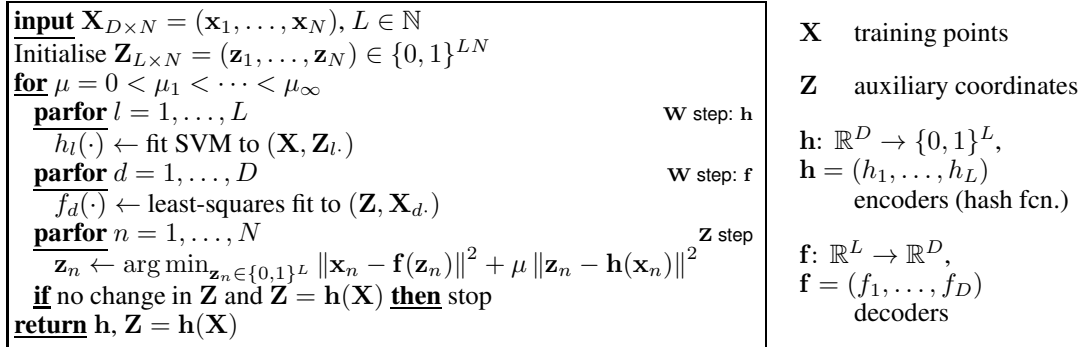 input X_{D×N} = (x_1, . . . , x_N), L ∈ ℕ
Initialise Z_{L×N} = (z_1, . . . , z_N) ∈ {0, 1}^{LN}
for μ = 0 < μ_1 < · · · < μ_∞
parfor l = 1, . . . , L W step: h
h_l(·) ← fit SVM to (X, Z_{l·})
parfor d = 1, . . . , D W step: f
f_d(·) ← least-squares fit to (Z, X_{d·})
parfor n = 1, . . . , N Z step
z_n ← arg min_{z_n∈{0,1}^L} ‖x_n − f(z_n)‖^2 + μ ‖z_n − h(x_n)‖^2
if no change in Z and Z = h(X) then stop
return h, Z = h(X)
X training points
Z auxiliary coordinates
h: ℝ^D → {0, 1}^L,
h = (h_1, . . . , h_L)
encoders (hash fcn.)
f: ℝ^L → ℝ^D,
f = (f_1, . . . , f_D)
decoders